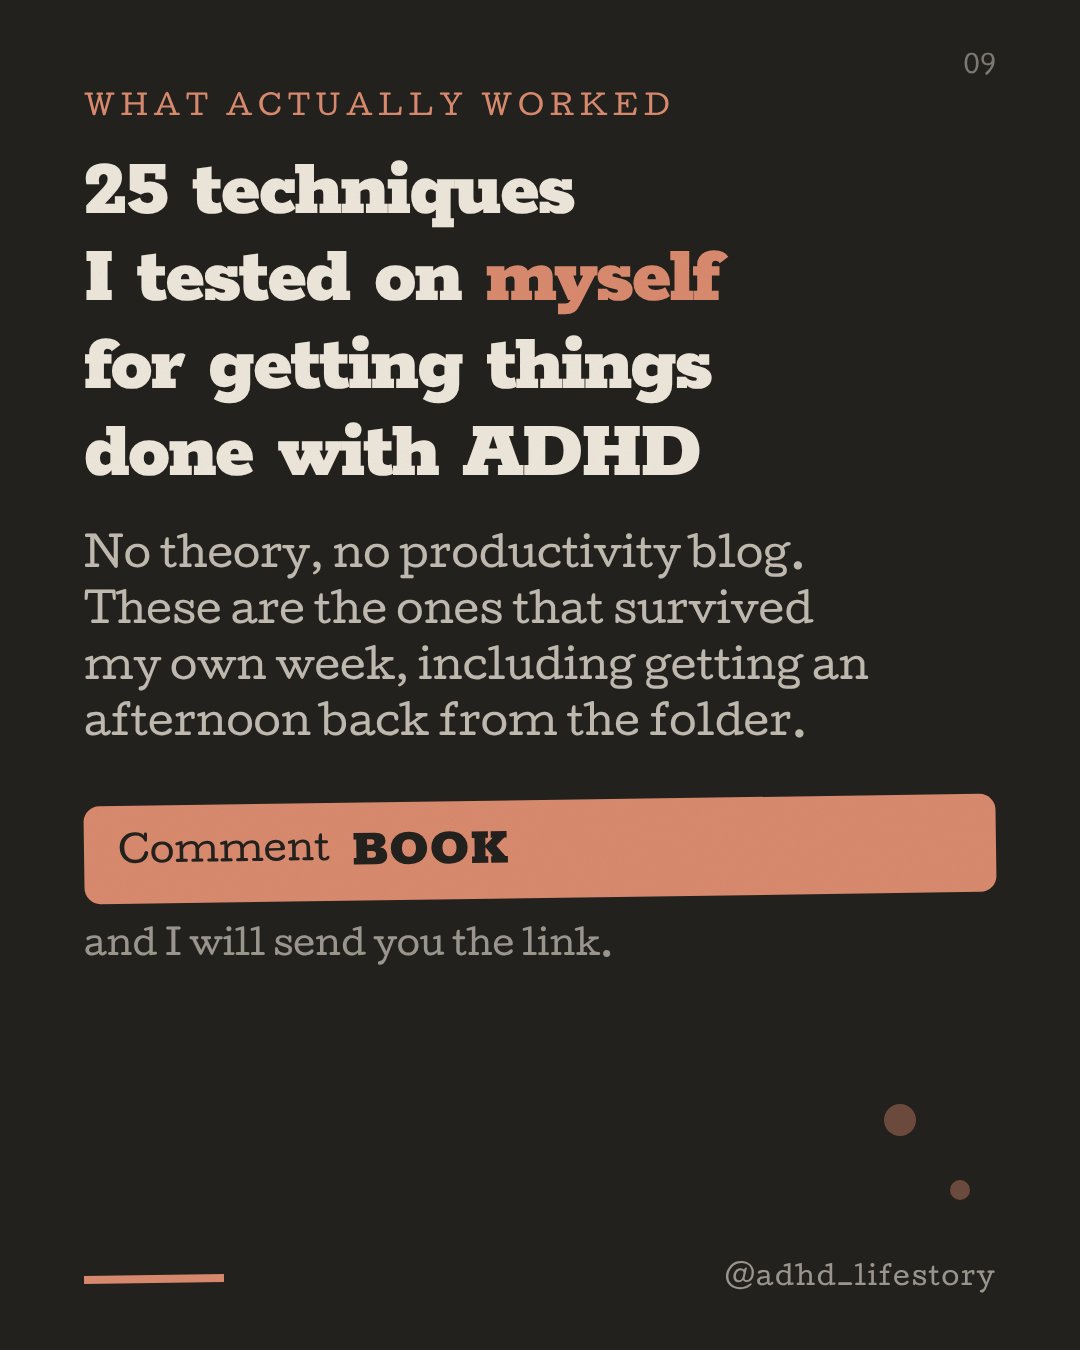 09
WHAT ACTUALLY WORKED
25 techniques
I tested on myself
for getting things
done with ADHD
No theory, no productivity blog.
These are the ones that survived
my own week, including getting an
afternoon back from the folder.
Comment BOOK
and I will send you the link.
@adhd_lifestory